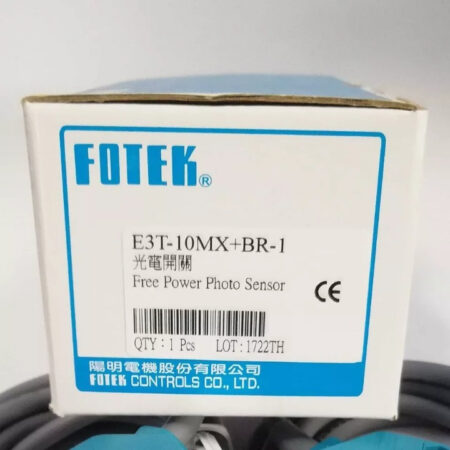 FOTEK®
E3T-10MX+BR-1
光電開關
Free Power Photo Sensor
CE
QTY : 1 Pcs LOT: 1722TH
陽明電機股份有限公司
FOTEK CONTROLS CO., LTD.